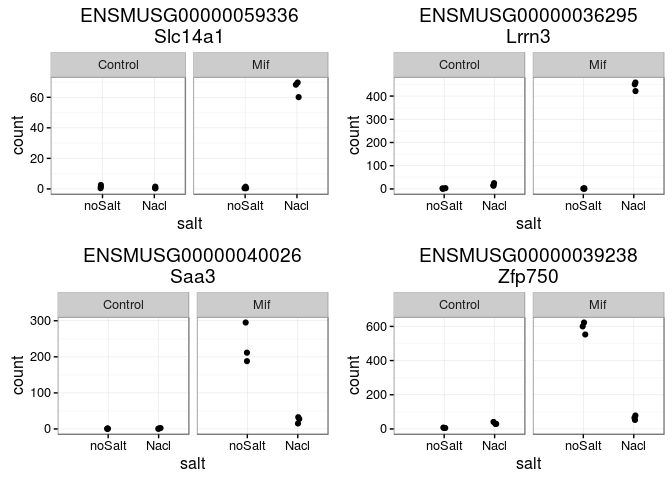 ENSMUSG00000059336
Slc14a1
Control Mif
count
60
40
20
0
noSalt Nacl noSalt Nacl
salt
ENSMUSG00000036295
Lrrn3
Control Mif
count
400
300
200
100
0
noSalt Nacl noSalt Nacl
salt
ENSMUSG00000040026
Saa3
Control Mif
count
300
200
100
0
noSalt Nacl noSalt Nacl
salt
ENSMUSG00000039238
Zfp750
Control Mif
count
600
400
200
0
noSalt Nacl noSalt Nacl
salt